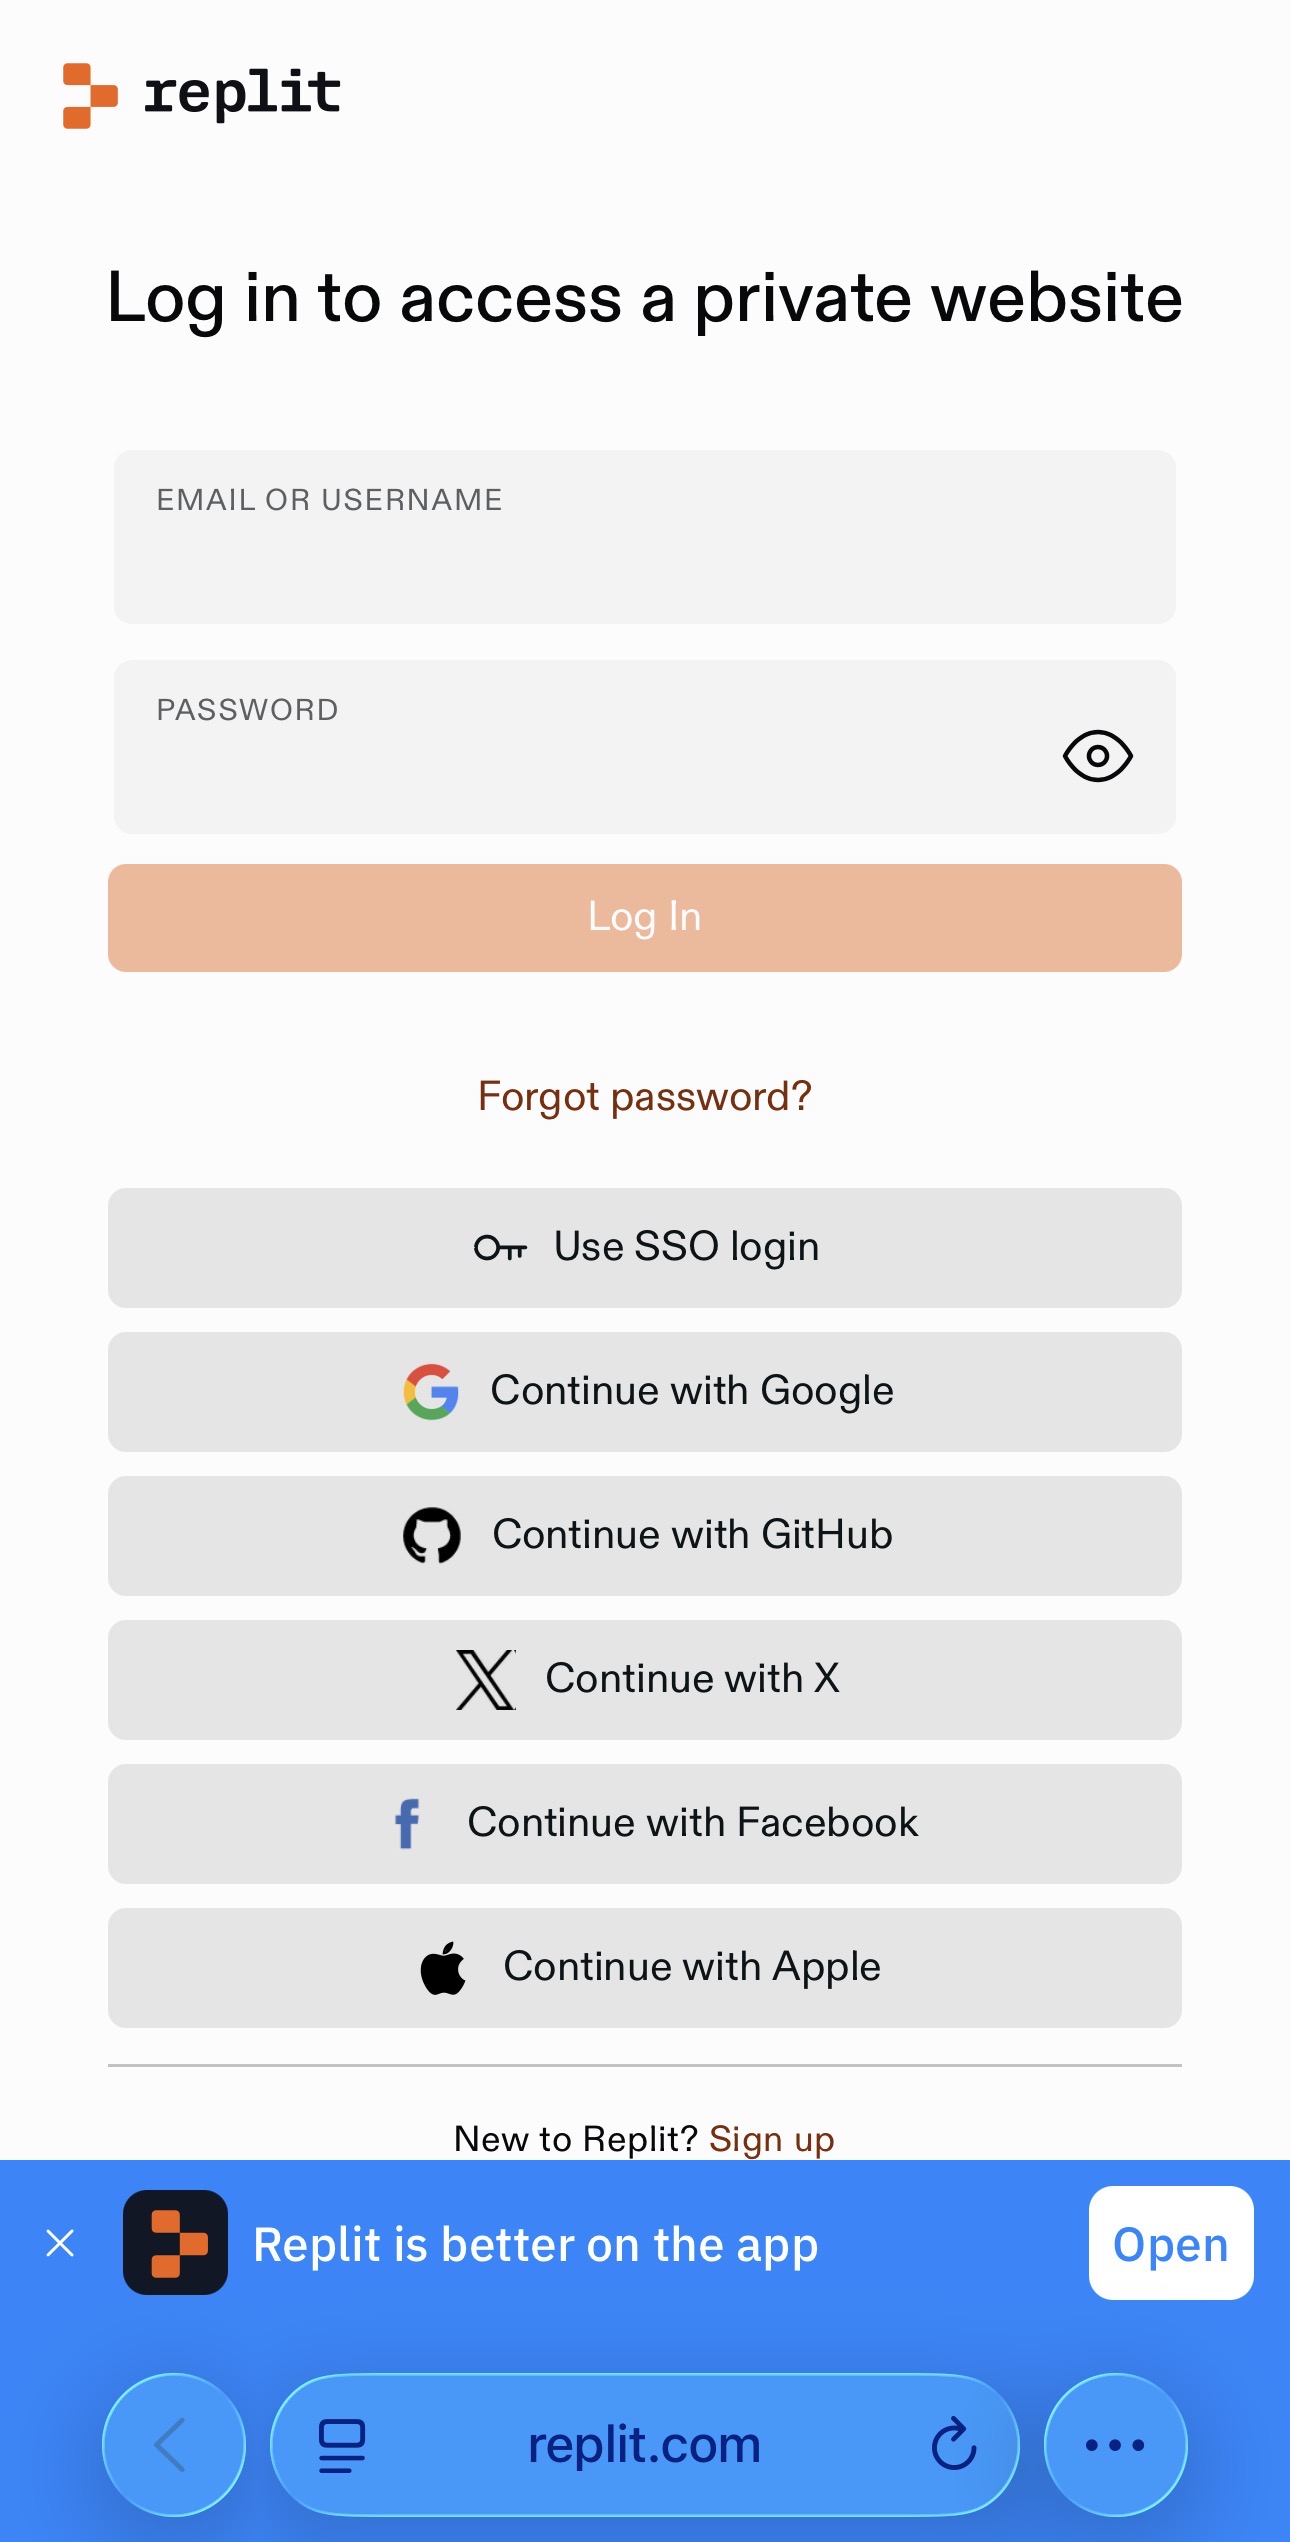 replit
Log in to access a private website
EMAIL OR USERNAME
PASSWORD
Log In
Forgot password?
Use SSO login
Continue with Google
Continue with GitHub
Continue with X
Continue with Facebook
Continue with Apple
New to Replit? Sign up
Replit is better on the app
Open
replit.com